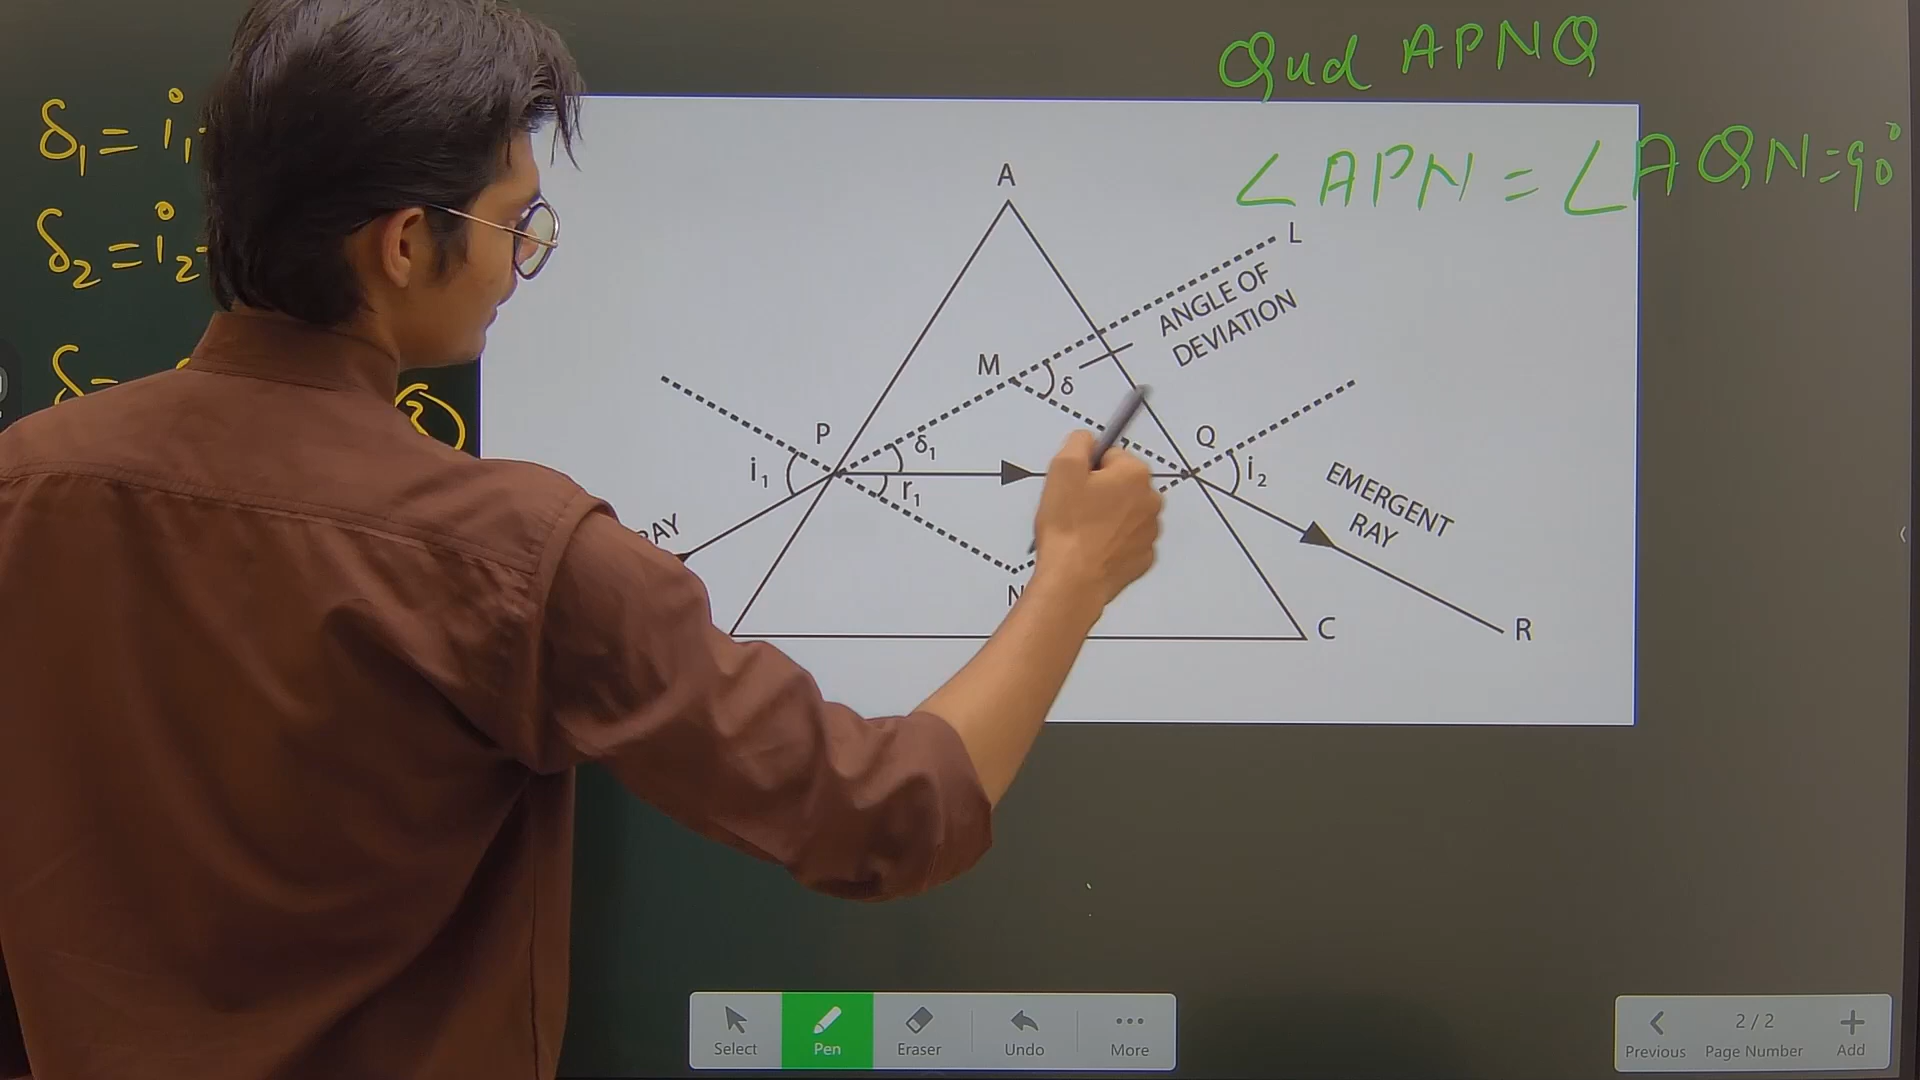 Qud APNQ
δ₁ = i₁-
∠APN = ∠AQN = 90°
δ₂ = i₂-
δ =
2
A
L
ANGLE OF
DEVIATION
M
δ
P
δ₁
Q
i₁
r₁
i₂
EMERGENT
RAY
RAY
N
C
R
Select
Pen
Eraser
Undo
More
Previous
2 / 2
Page Number
Add